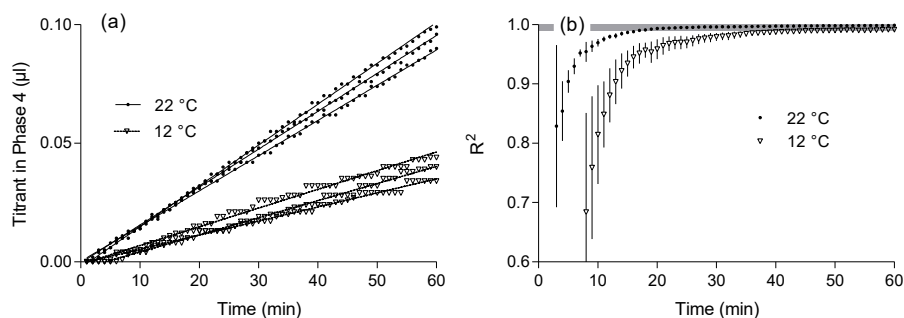 (a)
0.10
0.05
0.00
Titrant in Phase 4 (µl)
22 °C
12 °C
0 10 20 30 40 50 60
Time (min)
(b)
1.0
0.9
0.8
0.7
0.6
R²
22 °C
12 °C
0 10 20 30 40 50 60
Time (min)